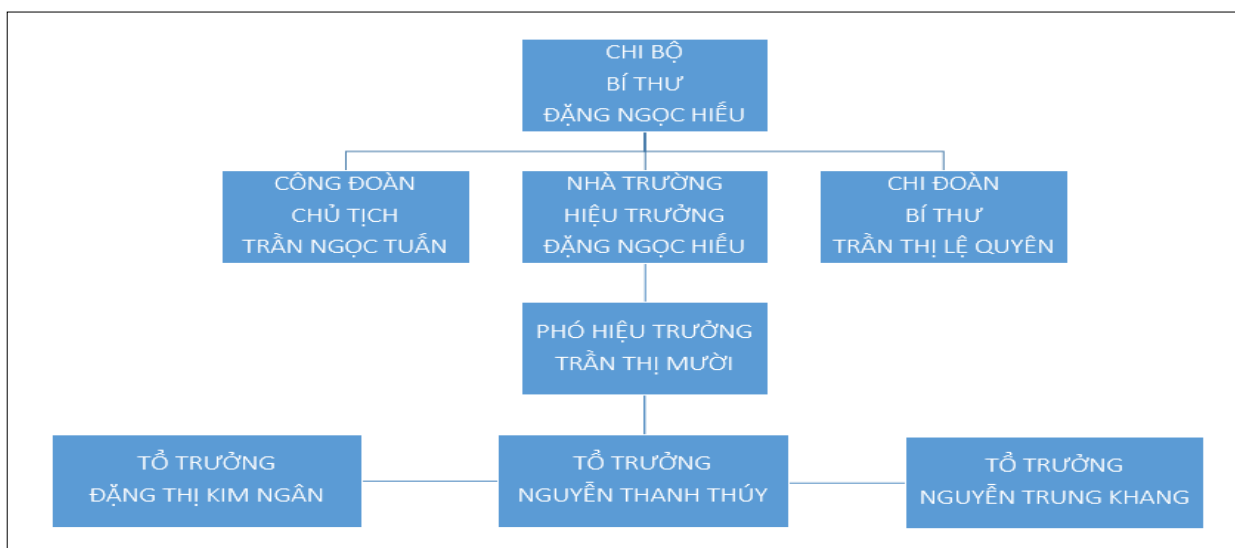 CHI BỘ
BÍ THƯ
ĐẶNG NGỌC HIẾU
CÔNG ĐOÀN
CHỦ TỊCH
TRẦN NGỌC TUẤN
NHÀ TRƯỜNG
HIỆU TRƯỞNG
ĐẶNG NGỌC HIẾU
CHI ĐOÀN
BÍ THƯ
TRẦN THỊ LỆ QUYÊN
PHÓ HIỆU TRƯỞNG
TRẦN THỊ MƯỜI
TỔ TRƯỞNG
ĐẶNG THỊ KIM NGÂN
TỔ TRƯỞNG
NGUYỄN THANH THÚY
TỔ TRƯỞNG
NGUYỄN TRUNG KHANG